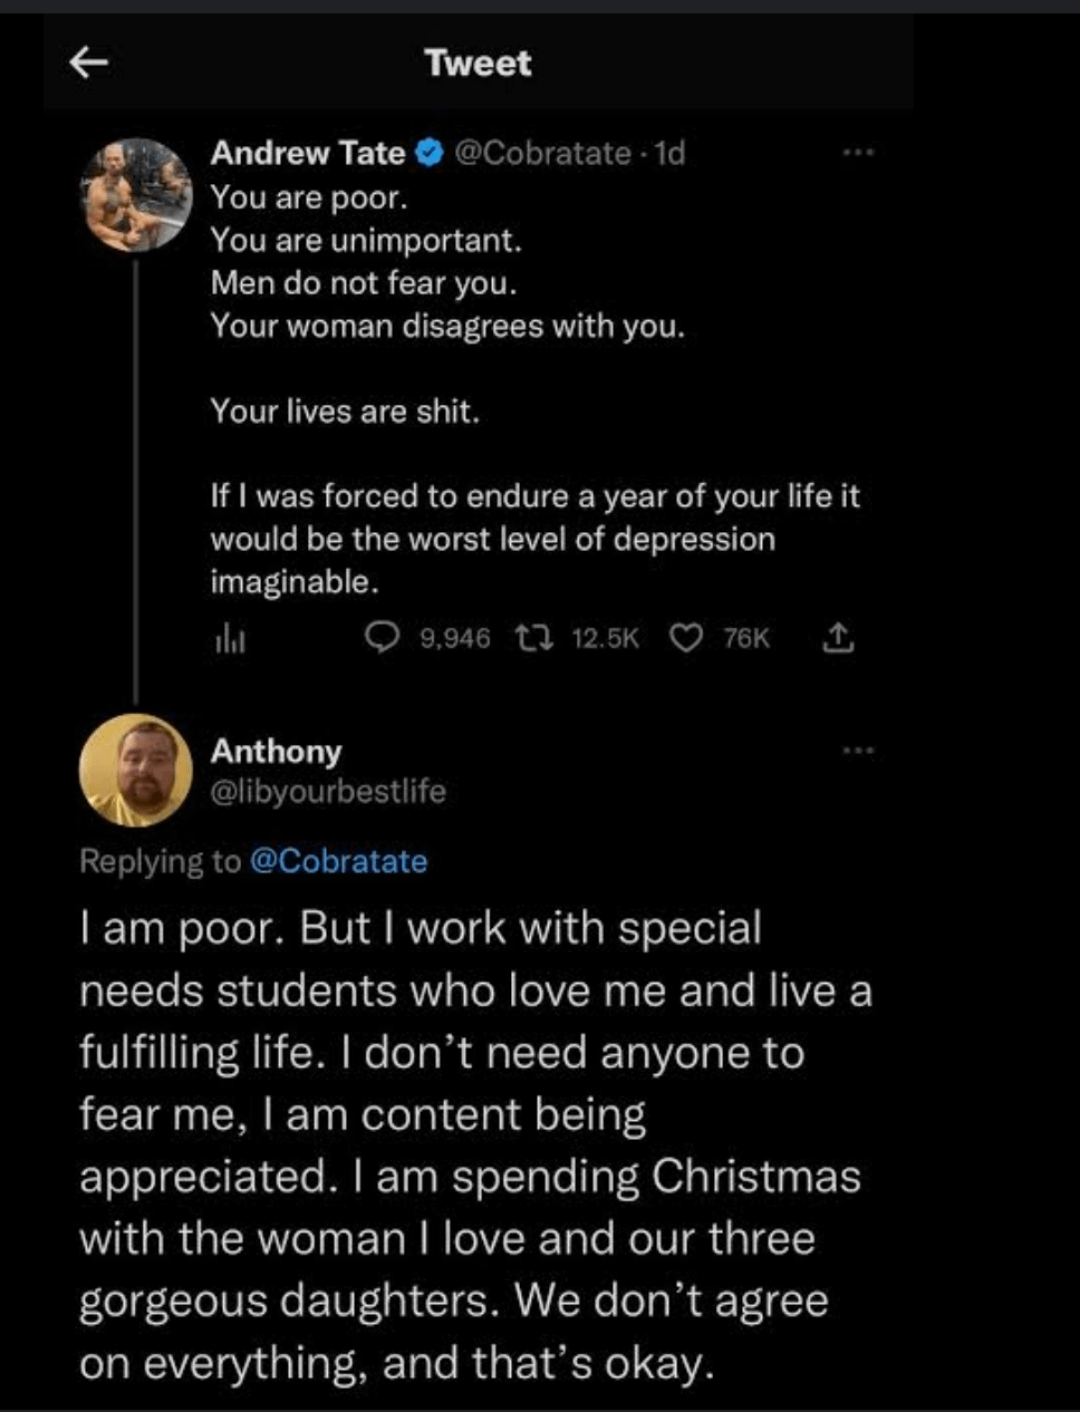 Tweet
Andrew Tate @Cobratate · 1d
You are poor.
You are unimportant.
Men do not fear you.
Your woman disagrees with you.
Your lives are shit.
If I was forced to endure a year of your life it
would be the worst level of depression
imaginable.
9,946 12.5K 76K
Anthony
@libyourbestlife
Replying to @Cobratate
I am poor. But I work with special
needs students who love me and live a
fulfilling life. I don’t need anyone to
fear me, I am content being
appreciated. I am spending Christmas
with the woman I love and our three
gorgeous daughters. We don’t agree
on everything, and that’s okay.